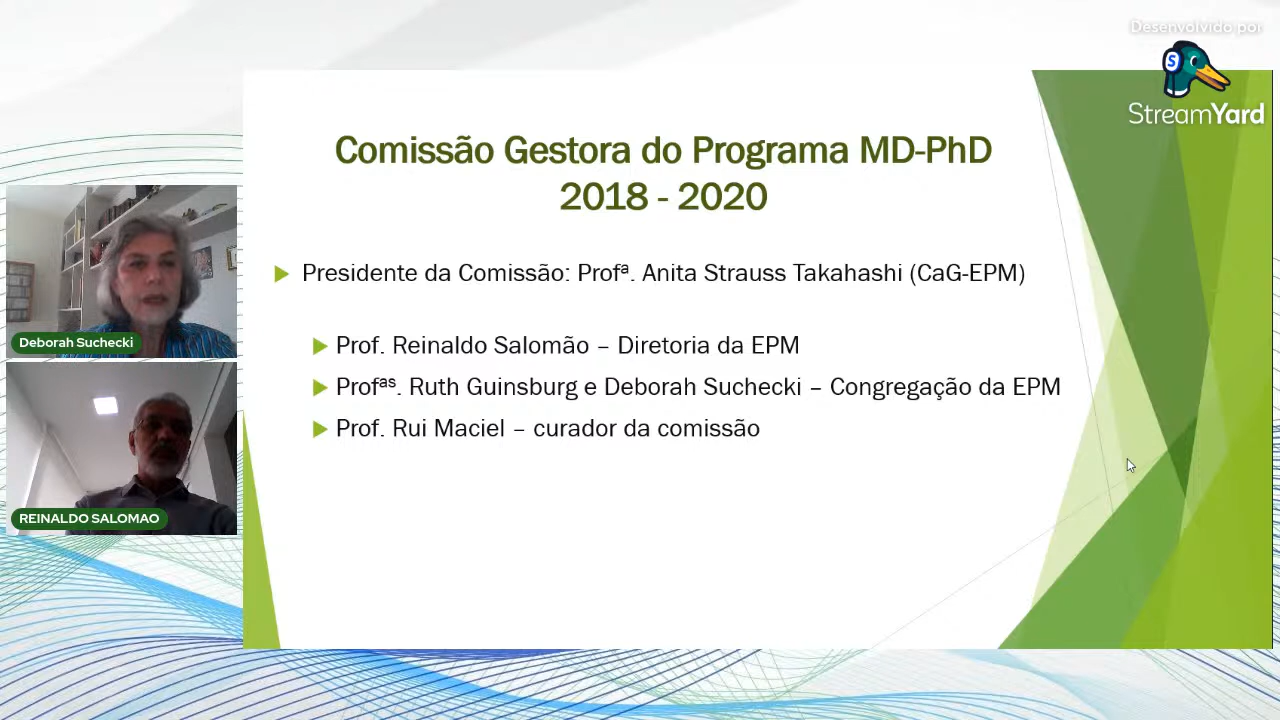 Desenvolvido por
StreamYard
Comissão Gestora do Programa MD-PhD
2018 - 2020
Presidente da Comissão: Profª. Anita Strauss Takahashi (CaG-EPM)
Prof. Reinaldo Salomão – Diretoria da EPM
Profªs. Ruth Guinsburg e Deborah Suchecki – Congregação da EPM
Prof. Rui Maciel – curador da comissão
Deborah Suchecki
REINALDO SALOMAO